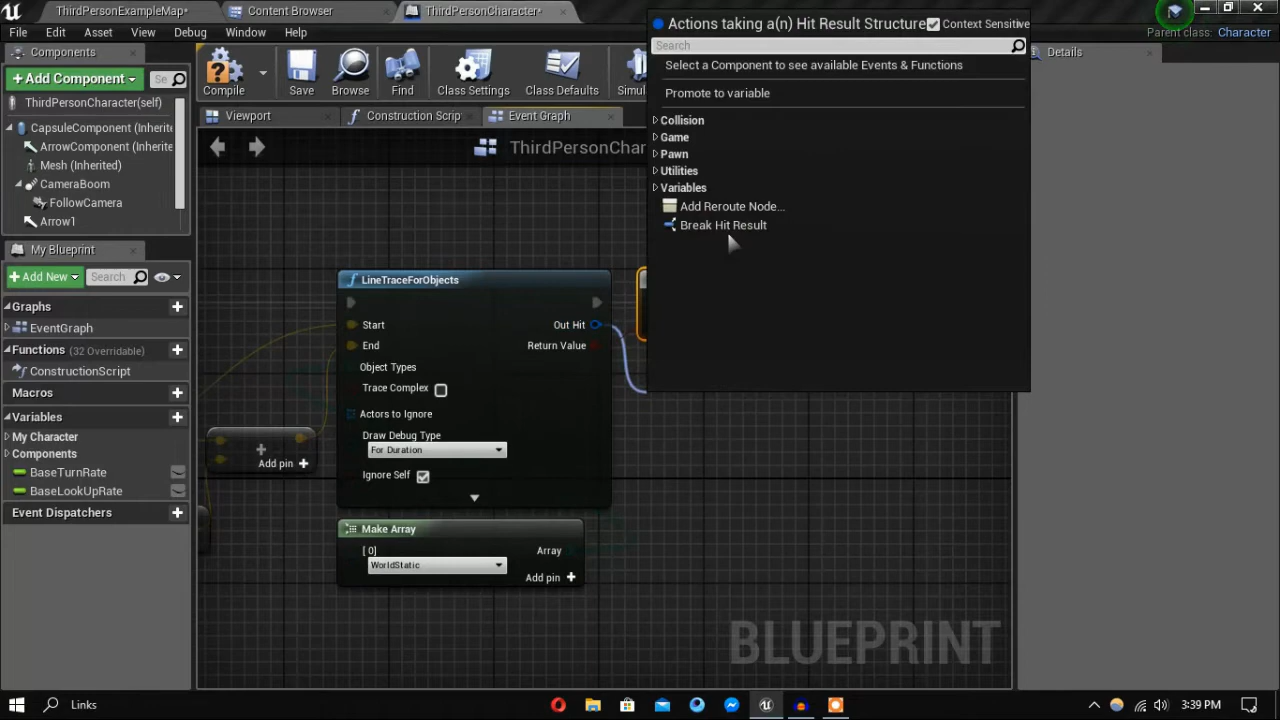 ThirdPersonExampleMap*
Content Browser
ThirdPersonCharacter*
File Edit Asset View Debug Window Help
Parent class: Character
Components
+ Add Component
Se
ThirdPersonCharacter(self)
CapsuleComponent (Inherite
ArrowComponent (Inherite
Mesh (Inherited)
CameraBoom
FollowCamera
Arrow1
My Blueprint
+ Add New
Search
Graphs
EventGraph
Functions (32 Overridable)
ConstructionScript
Macros
Variables
My Character
Components
BaseTurnRate
BaseLookUpRate
Event Dispatchers
Compile
Save
Browse
Find
Class Settings
Class Defaults
Simul
Viewport
Construction Scrip
Event Graph
ThirdPersonChar
Actions taking a(n) Hit Result Structure
Context Sensitive
Search
Select a Component to see available Events & Functions
Promote to variable
Collision
Game
Pawn
Utilities
Variables
Add Reroute Node...
Break Hit Result
Details
LineTraceForObjects
Start
Out Hit
End
Return Value
Object Types
Trace Complex
Actors to Ignore
Draw Debug Type
For Duration
Ignore Self
Add pin +
Make Array
[0]
Array
WorldStatic
Add pin +
BLUEPRINT
Links
3:39 PM